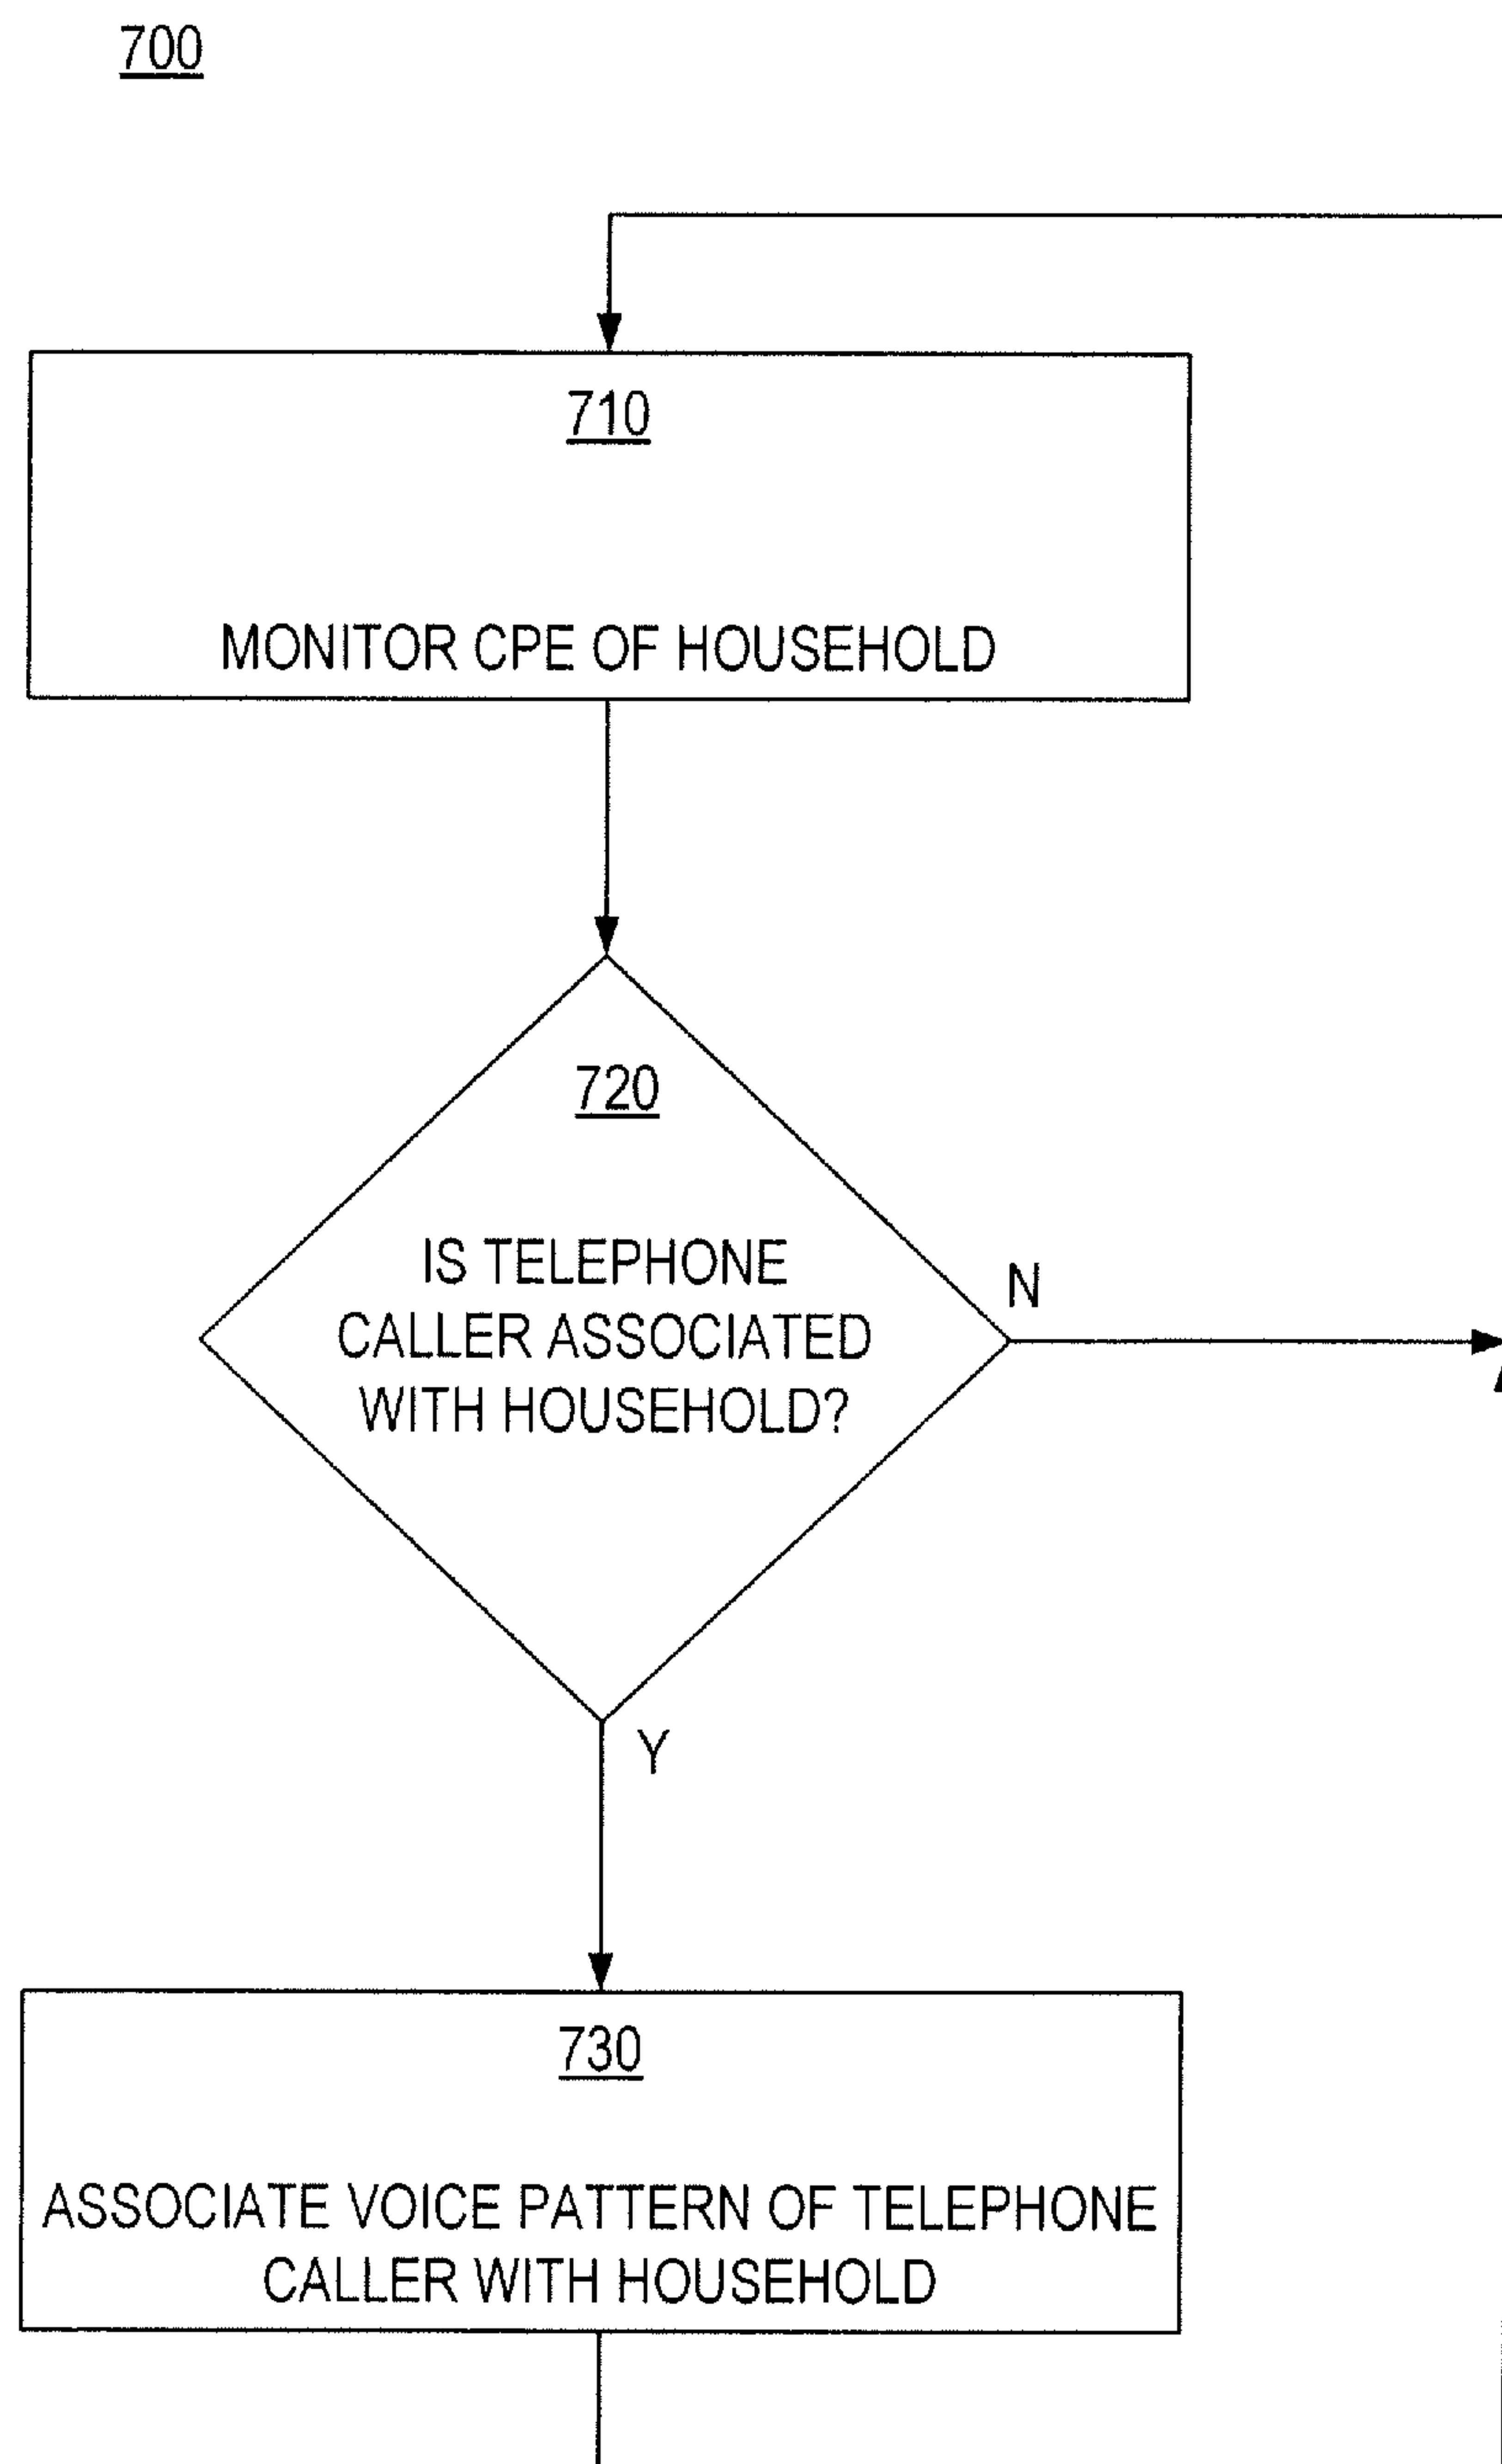 700
710
MONITOR CPE OF HOUSEHOLD
720
IS TELEPHONE
CALLER ASSOCIATED
WITH HOUSEHOLD?
N
Y
730
ASSOCIATE VOICE PATTERN OF TELEPHONE
CALLER WITH HOUSEHOLD